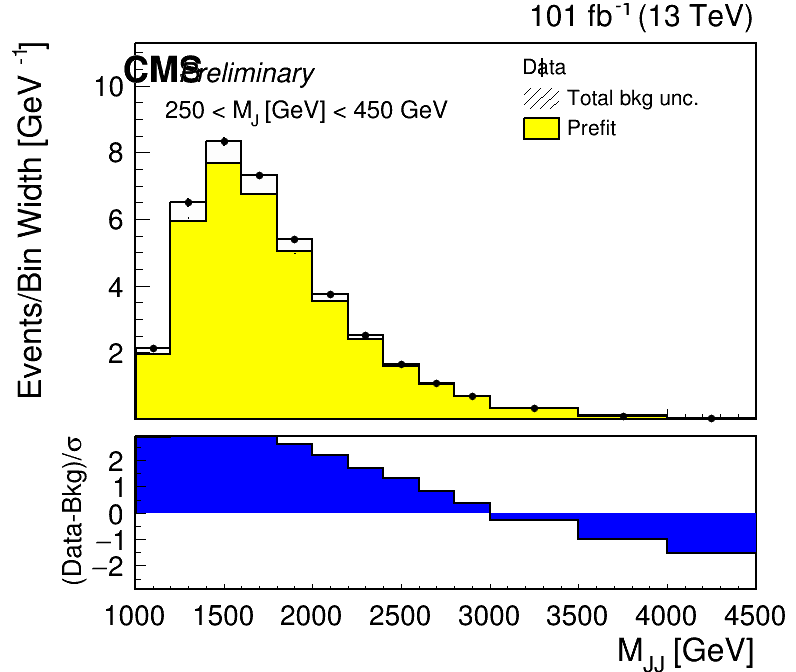 101 fb⁻¹ (13 TeV)
CMS Preliminary
250 < M_J [GeV] < 450 GeV
Data
Total bkg unc.
Prefit
Events/Bin Width [GeV⁻¹]
10
8
6
4
2
(Data-Bkg)/σ
2
1
0
−1
−2
1000 1500 2000 2500 3000 3500 4000 4500
M_JJ [GeV]